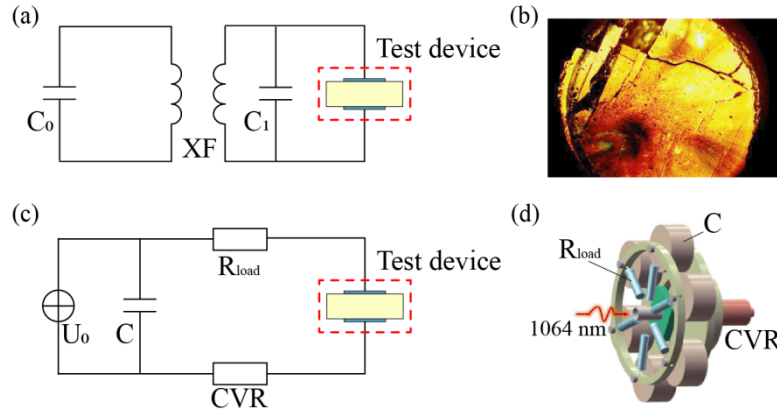 (a)
Test device
C₀
XF
C₁
(b)
(c)
Rload
Test device
U₀
C
CVR
(d)
C
Rload
1064 nm
CVR